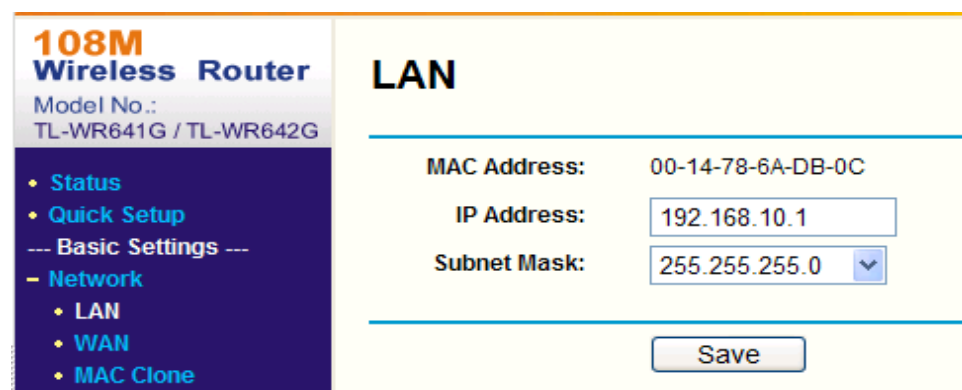 108M
Wireless Router
Model No.:
TL-WR641G / TL-WR642G
• Status
• Quick Setup
--- Basic Settings ---
– Network
• LAN
• WAN
• MAC Clone
LAN
MAC Address: 00-14-78-6A-DB-0C
IP Address: 192.168.10.1
Subnet Mask: 255.255.255.0
Save